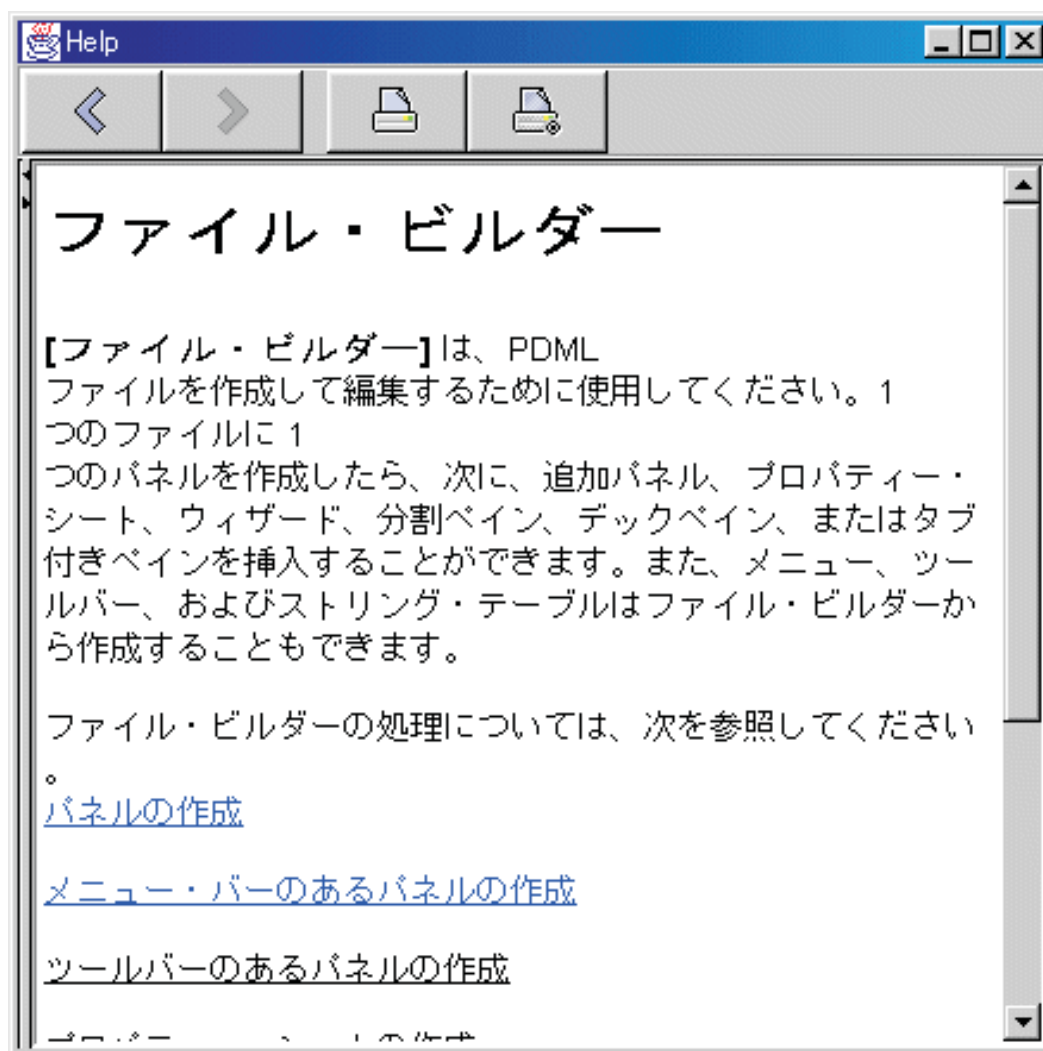 Help
ファイル・ビルダー
[ファイル・ビルダー] は、PDML
ファイルを作成して編集するために使用してください。1
つのファイルに 1
つのパネルを作成したら、次に、追加パネル、プロパティー・
シート、ウィザード、分割ペイン、デックペイン、またはタブ
付きペインを挿入することができます。また、メニュー、ツー
ルバー、およびストリング・テーブルはファイル・ビルダーか
ら作成することもできます。
ファイル・ビルダーの処理については、次を参照してください
。
パネルの作成
メニュー・バーのあるパネルの作成
ツールバーのあるパネルの作成